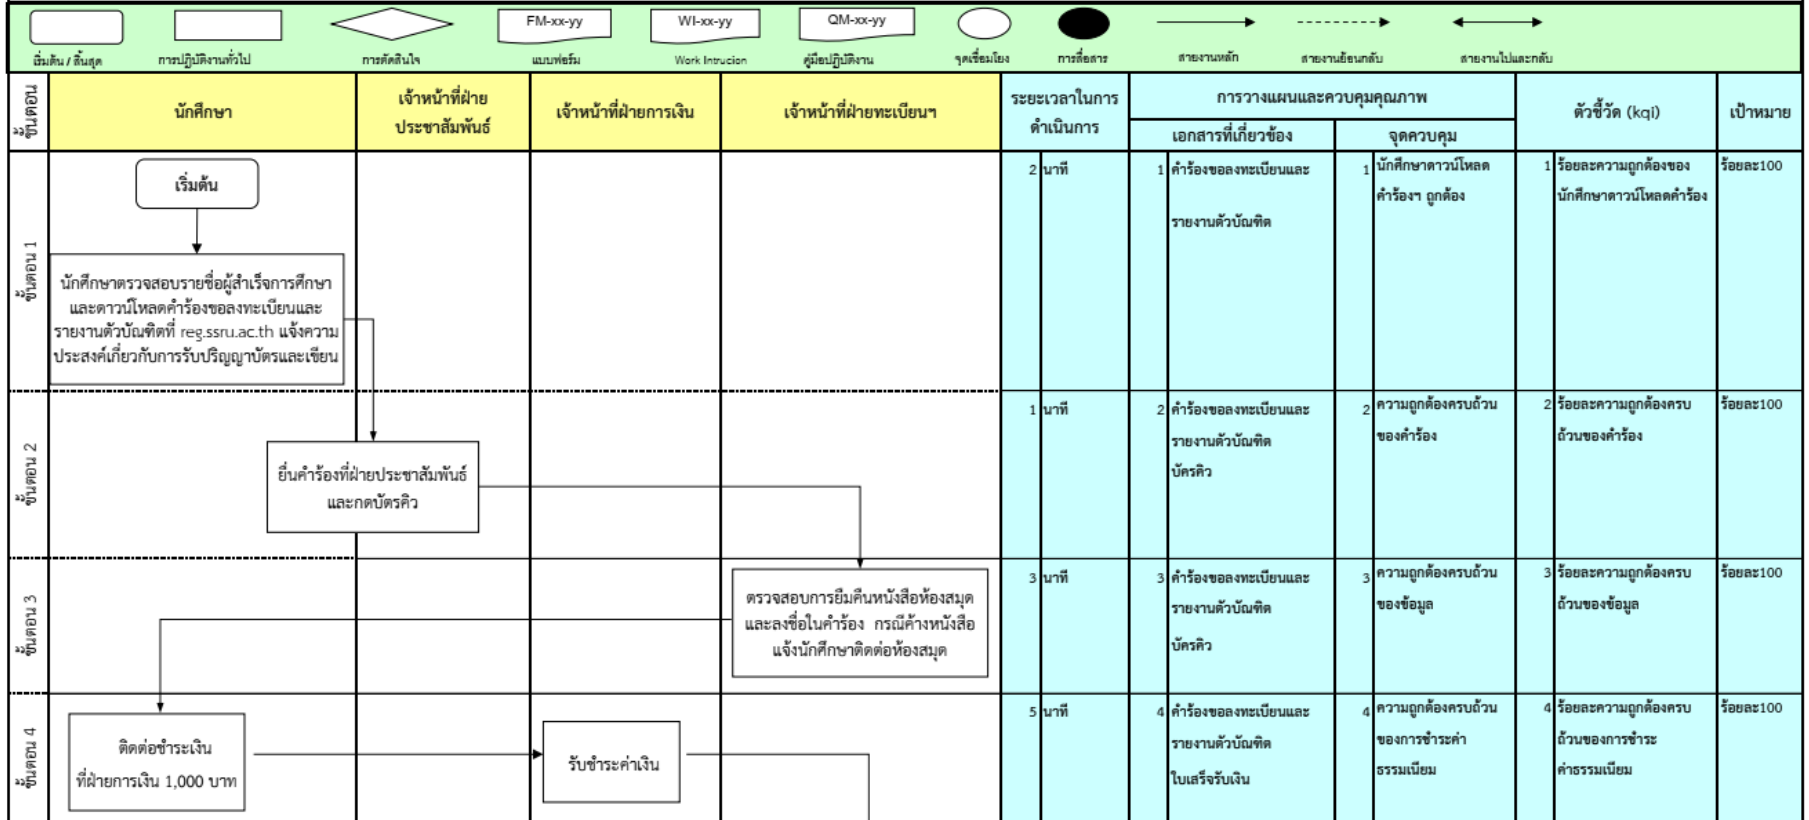 FM-xx-yy
WI-xx-yy
QM-xx-yy
เริ่มต้น / สิ้นสุด
การปฏิบัติงานทั่วไป
การตัดสินใจ
แบบฟอร์ม
Work Intrucion
คู่มือปฏิบัติงาน
จุดเชื่อมโยง
การสื่อสาร
สายงานหลัก
สายงานย้อนกลับ
สายงานไปและกลับ
ขั้นตอน
นักศึกษา
เจ้าหน้าที่ฝ่าย
ประชาสัมพันธ์
เจ้าหน้าที่ฝ่ายการเงิน
เจ้าหน้าที่ฝ่ายทะเบียนฯ
ระยะเวลาในการ
ดำเนินการ
การวางแผนและควบคุมคุณภาพ
เอกสารที่เกี่ยวข้อง
จุดควบคุม
ตัวชี้วัด (kqi)
เป้าหมาย
ขั้นตอน 1
เริ่มต้น
นักศึกษาตรวจสอบรายชื่อผู้สำเร็จการศึกษา
และดาวน์โหลดคำร้องขอลงทะเบียนและ
รายงานตัวบัณฑิตที่ reg.ssru.ac.th แจ้งความ
ประสงค์เกี่ยวกับการรับปริญญาบัตรและเขียน
2 นาที
1 คำร้องขอลงทะเบียนและ
รายงานตัวบัณฑิต
1 นักศึกษาดาวน์โหลด
คำร้องฯ ถูกต้อง
1 ร้อยละความถูกต้องของ
นักศึกษาดาวน์โหลดคำร้อง
ร้อยละ100
ขั้นตอน 2
ยื่นคำร้องที่ฝ่ายประชาสัมพันธ์
และกดบัตรคิว
1 นาที
2 คำร้องขอลงทะเบียนและ
รายงานตัวบัณฑิต
บัครคิว
2 ความถูกต้องครบถ้วน
ของคำร้อง
2 ร้อยละความถูกต้องครบ
ถ้วนของคำร้อง
ร้อยละ100
ขั้นตอน 3
ตรวจสอบการยืมคืนหนังสือห้องสมุด
และลงชื่อในคำร้อง กรณีค้างหนังสือ
แจ้งนักศึกษาติดต่อห้องสมุด
3 นาที
3 คำร้องขอลงทะเบียนและ
รายงานตัวบัณฑิต
บัครคิว
3 ความถูกต้องครบถ้วน
ของข้อมูล
3 ร้อยละความถูกต้องครบ
ถ้วนของข้อมูล
ร้อยละ100
ขั้นตอน 4
ติดต่อชำระเงิน
ที่ฝ่ายการเงิน 1,000 บาท
รับชำระค่าเงิน
5 นาที
4 คำร้องขอลงทะเบียนและ
รายงานตัวบัณฑิต
ใบเสร็จรับเงิน
4 ความถูกต้องครบถ้วน
ของการชำระค่า
ธรรมเนียม
4 ร้อยละความถูกต้องครบ
ถ้วนของการชำระ
ค่าธรรมเนียม
ร้อยละ100